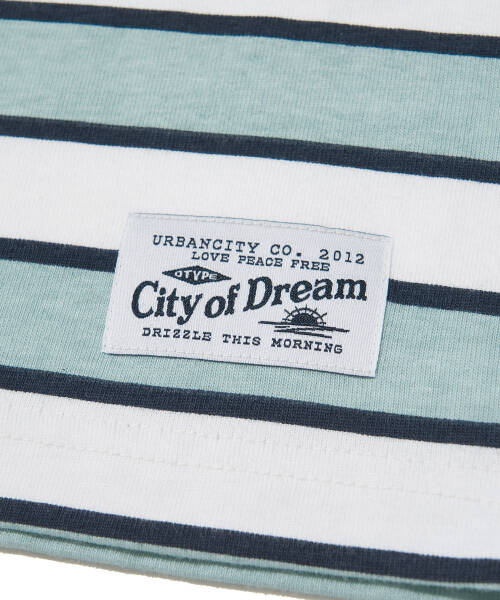 URBANCITY CO. 2012
LOVE PEACE FREE
OTYPE
City of Dream
DRIZZLE THIS MORNING